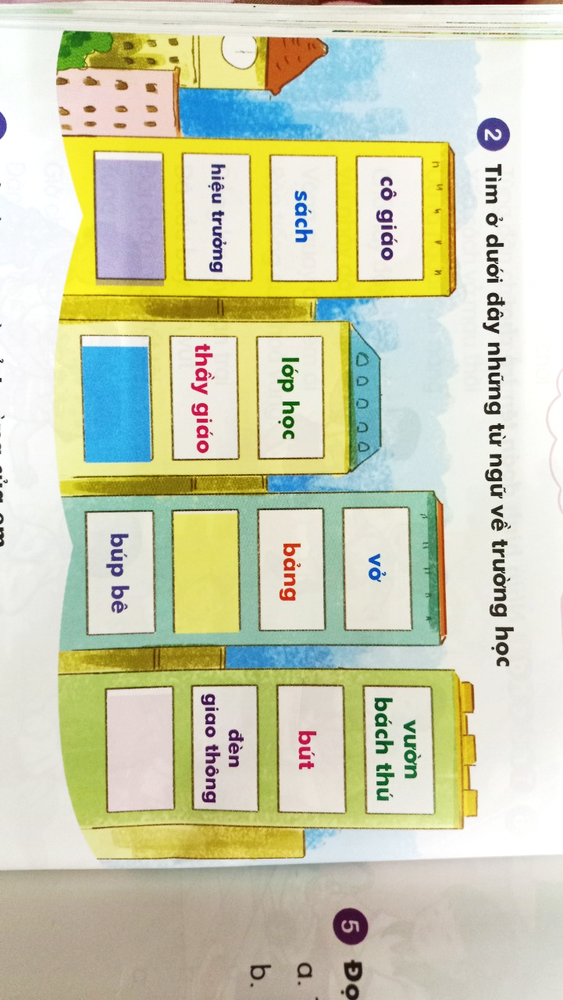 2 Tìm ở dưới đây những từ ngữ về trường học
cô giáo
sách
hiệu trưởng
lớp học
thầy giáo
vở
bảng
búp bê
vườn
bách thú
bút
đèn
giao thông
5 Đọ
a.
b.